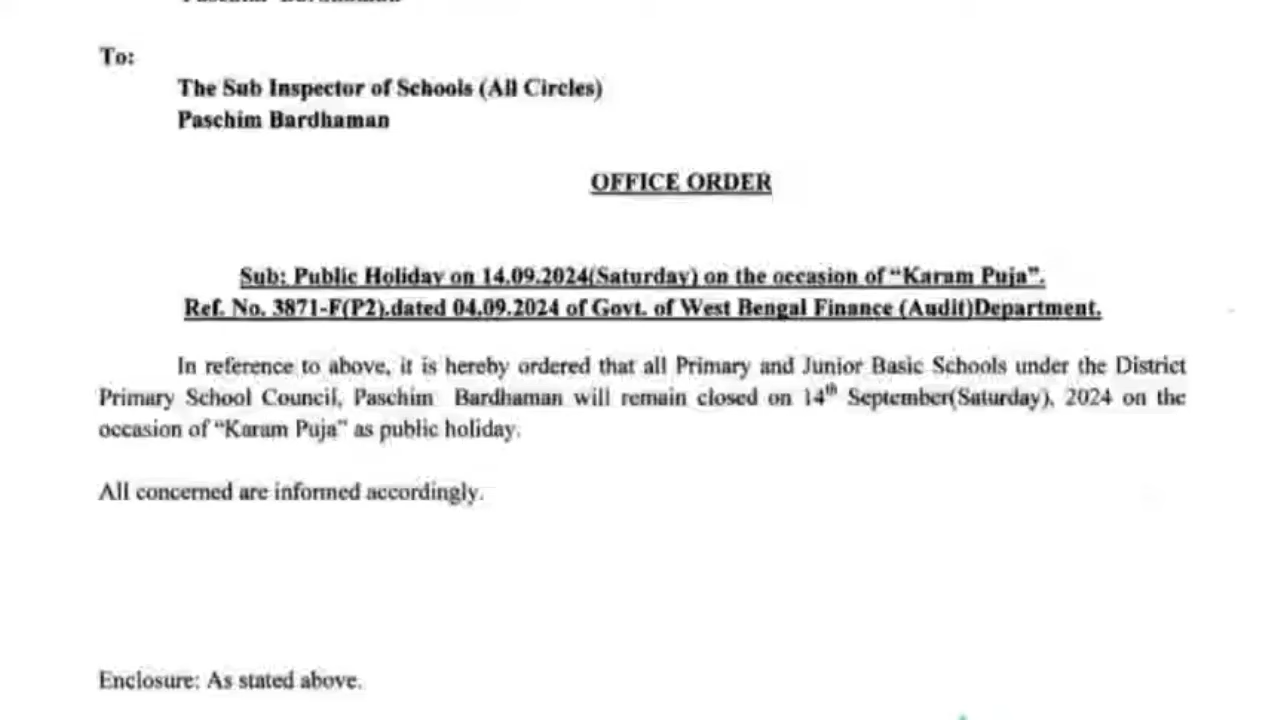 To:
The Sub Inspector of Schools (All Circles)
Paschim Bardhaman
OFFICE ORDER
Sub: Public Holiday on 14.09.2024(Saturday) on the occasion of “Karam Puja”.
Ref. No. 3871-F(P2).dated 04.09.2024 of Govt. of West Bengal Finance (Audit)Department.
In reference to above, it is hereby ordered that all Primary and Junior Basic Schools under the District
Primary School Council, Paschim Bardhaman will remain closed on 14th September(Saturday), 2024 on the
occasion of “Karam Puja” as public holiday.
All concerned are informed accordingly.
Enclosure: As stated above.